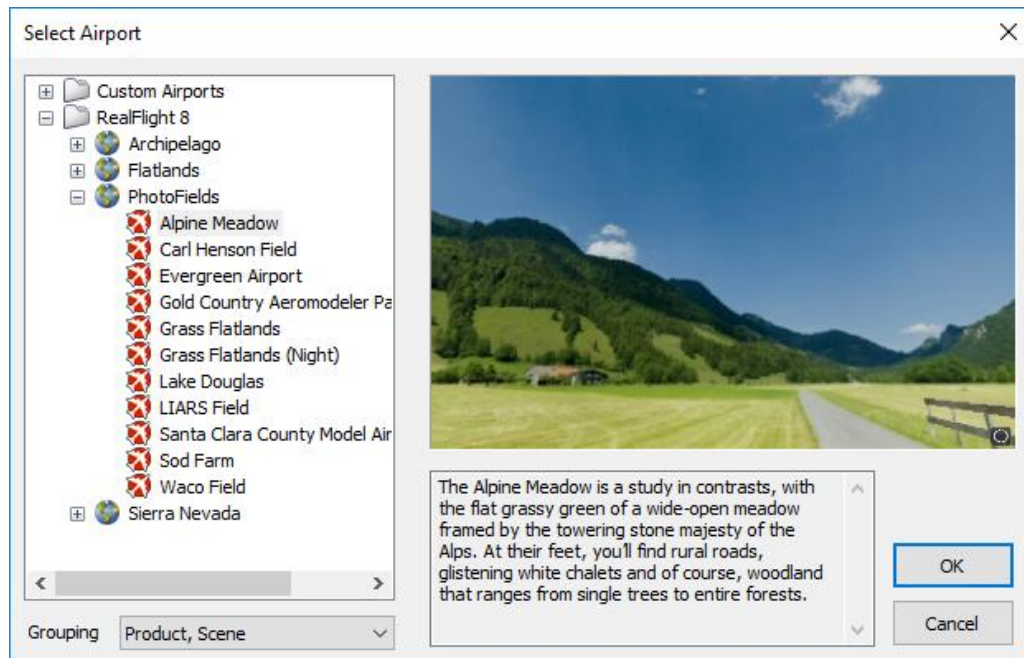 Select Airport
Custom Airports
RealFlight 8
Archipelago
Flatlands
PhotoFields
Alpine Meadow
Carl Henson Field
Evergreen Airport
Gold Country Aeromodeler Pa
Grass Flatlands
Grass Flatlands (Night)
Lake Douglas
LIARS Field
Santa Clara County Model Air
Sod Farm
Waco Field
Sierra Nevada
Grouping
Product, Scene
The Alpine Meadow is a study in contrasts, with
the flat grassy green of a wide-open meadow
framed by the towering stone majesty of the
Alps. At their feet, you'll find rural roads,
glistening white chalets and of course, woodland
that ranges from single trees to entire forests.
OK
Cancel